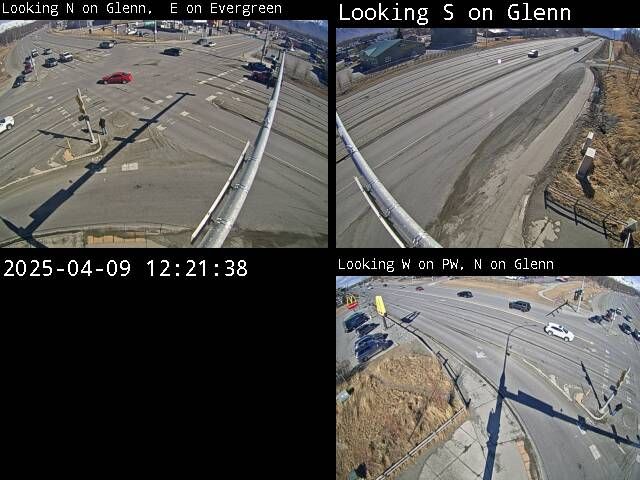 Looking N on Glenn,  E on Evergreen
Looking S on Glenn
2025-04-09 12:21:38
Looking W on PW, N on Glenn